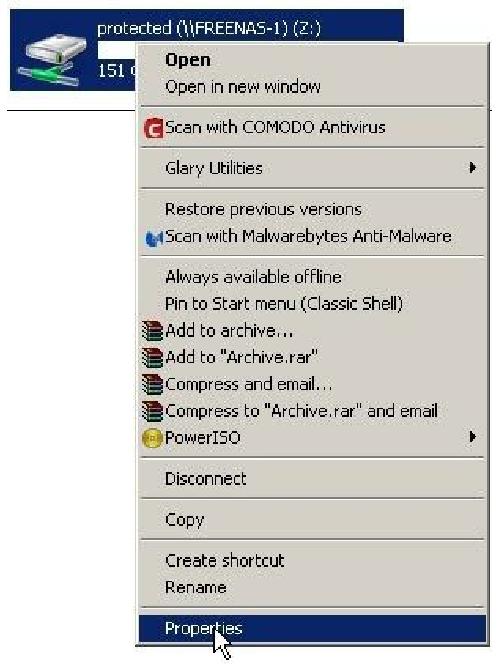 protected (\\FREENAS-1) (Z:)
151
Open
Open in new window
Scan with COMODO Antivirus
Glary Utilities
Restore previous versions
Scan with Malwarebytes Anti-Malware
Always available offline
Pin to Start menu (Classic Shell)
Add to archive...
Add to "Archive.rar"
Compress and email...
Compress to "Archive.rar" and email
PowerISO
Disconnect
Copy
Create shortcut
Rename
Properties